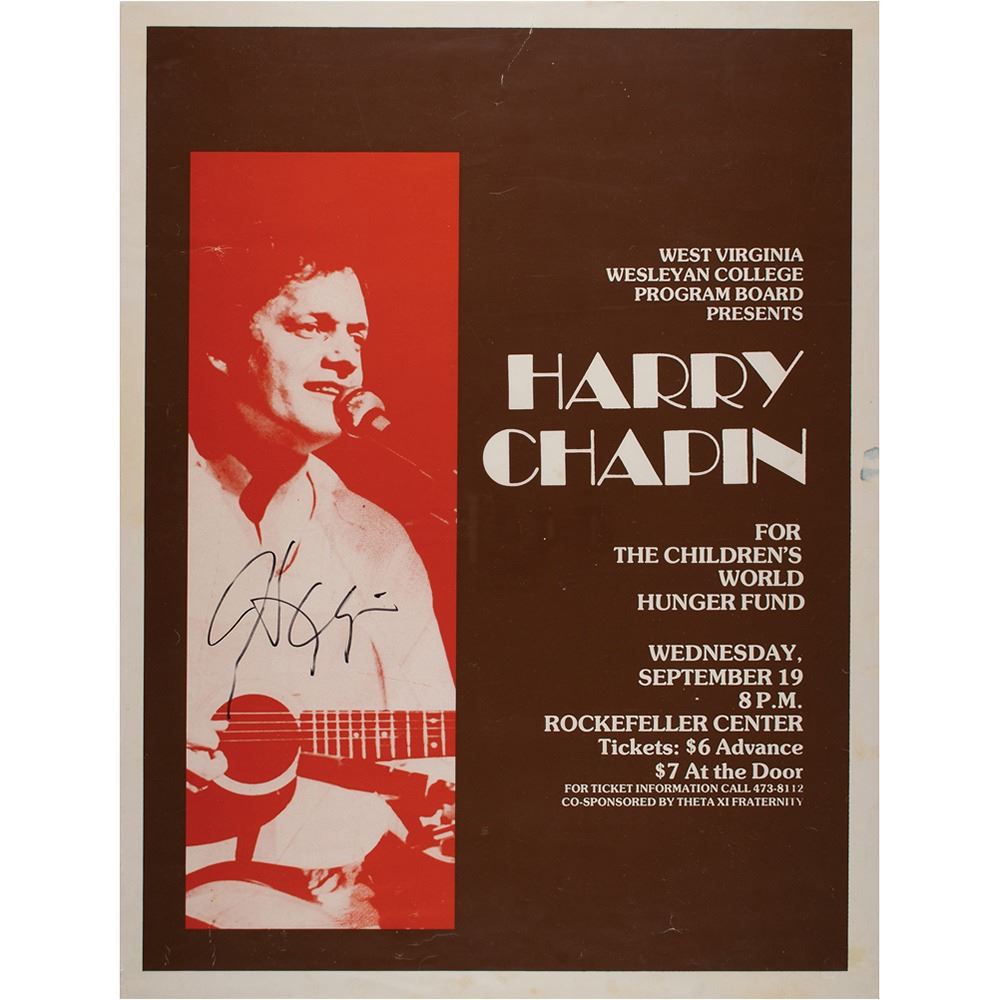 WEST VIRGINIA
WESLEYAN COLLEGE
PROGRAM BOARD
PRESENTS
HARRY
CHAPIN
FOR
THE CHILDREN'S
WORLD
HUNGER FUND
WEDNESDAY,
SEPTEMBER 19
8 P.M.
ROCKEFELLER CENTER
Tickets: $6 Advance
$7 At the Door
FOR TICKET INFORMATION CALL 473-8112
CO-SPONSORED BY THETA XI FRATERNITY